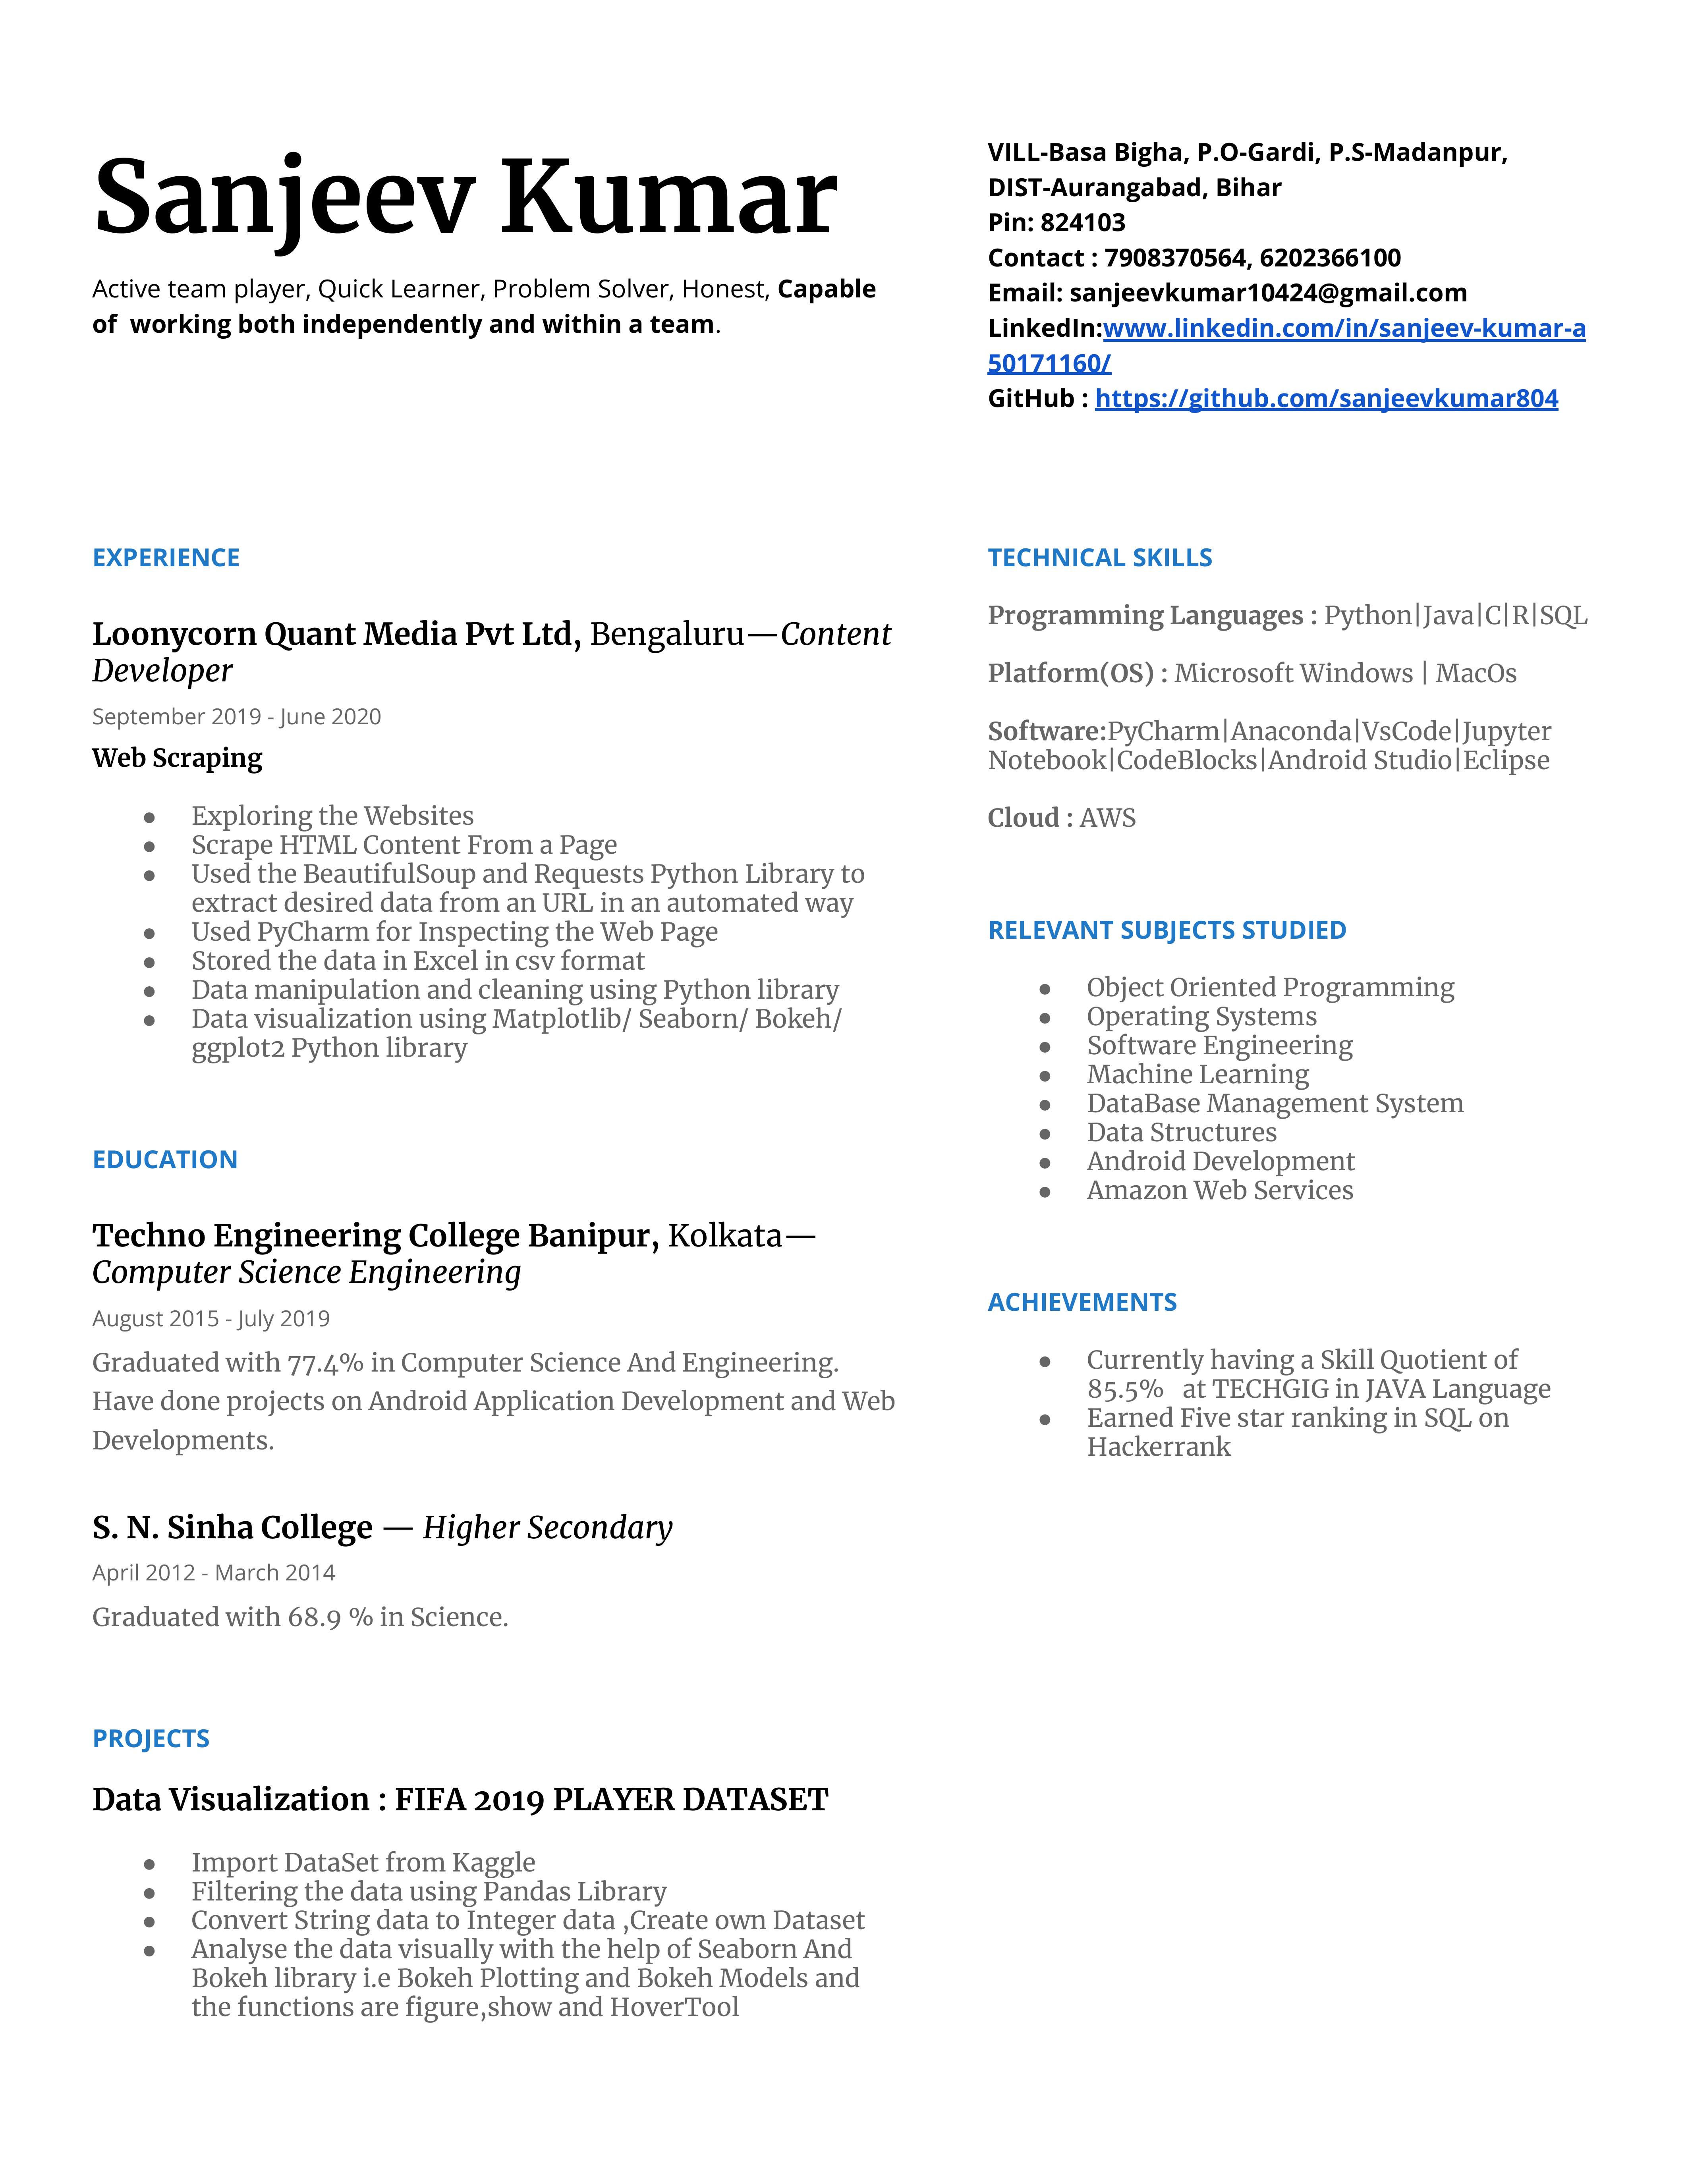 Sanjeev Kumar
Active team player, Quick Learner, Problem Solver, Honest, Capable
of  working both independently and within a team.
VILL-Basa Bigha, P.O-Gardi, P.S-Madanpur,
DIST-Aurangabad, Bihar
Pin: 824103
Contact : 7908370564, 6202366100
Email: sanjeevkumar10424@gmail.com
LinkedIn:www.linkedin.com/in/sanjeev-kumar-a
50171160/
GitHub : https://github.com/sanjeevkumar804
EXPERIENCE
Loonycorn Quant Media Pvt Ltd, Bengaluru—Content
Developer
September 2019 - June 2020
Web Scraping
● Exploring the Websites
● Scrape HTML Content From a Page
● Used the BeautifulSoup and Requests Python Library to
extract desired data from an URL in an automated way
● Used PyCharm for Inspecting the Web Page
● Stored the data in Excel in csv format
● Data manipulation and cleaning using Python library
● Data visualization using Matplotlib/ Seaborn/ Bokeh/
ggplot2 Python library
EDUCATION
Techno Engineering College Banipur, Kolkata—
Computer Science Engineering
August 2015 - July 2019
Graduated with 77.4% in Computer Science And Engineering.
Have done projects on Android Application Development and Web
Developments.
S. N. Sinha College — Higher Secondary
April 2012 - March 2014
Graduated with 68.9 % in Science.
PROJECTS
Data Visualization : FIFA 2019 PLAYER DATASET
● Import DataSet from Kaggle
● Filtering the data using Pandas Library
● Convert String data to Integer data ,Create own Dataset
● Analyse the data visually with the help of Seaborn And
Bokeh library i.e Bokeh Plotting and Bokeh Models and
the functions are figure,show and HoverTool
TECHNICAL SKILLS
Programming Languages : Python|Java|C|R|SQL
Platform(OS) : Microsoft Windows | MacOs
Software:PyCharm|Anaconda|VsCode|Jupyter
Notebook|CodeBlocks|Android Studio|Eclipse
Cloud : AWS
RELEVANT SUBJECTS STUDIED
● Object Oriented Programming
● Operating Systems
● Software Engineering
● Machine Learning
● DataBase Management System
● Data Structures
● Android Development
● Amazon Web Services
ACHIEVEMENTS
● Currently having a Skill Quotient of
85.5%   at TECHGIG in JAVA Language
● Earned Five star ranking in SQL on
Hackerrank